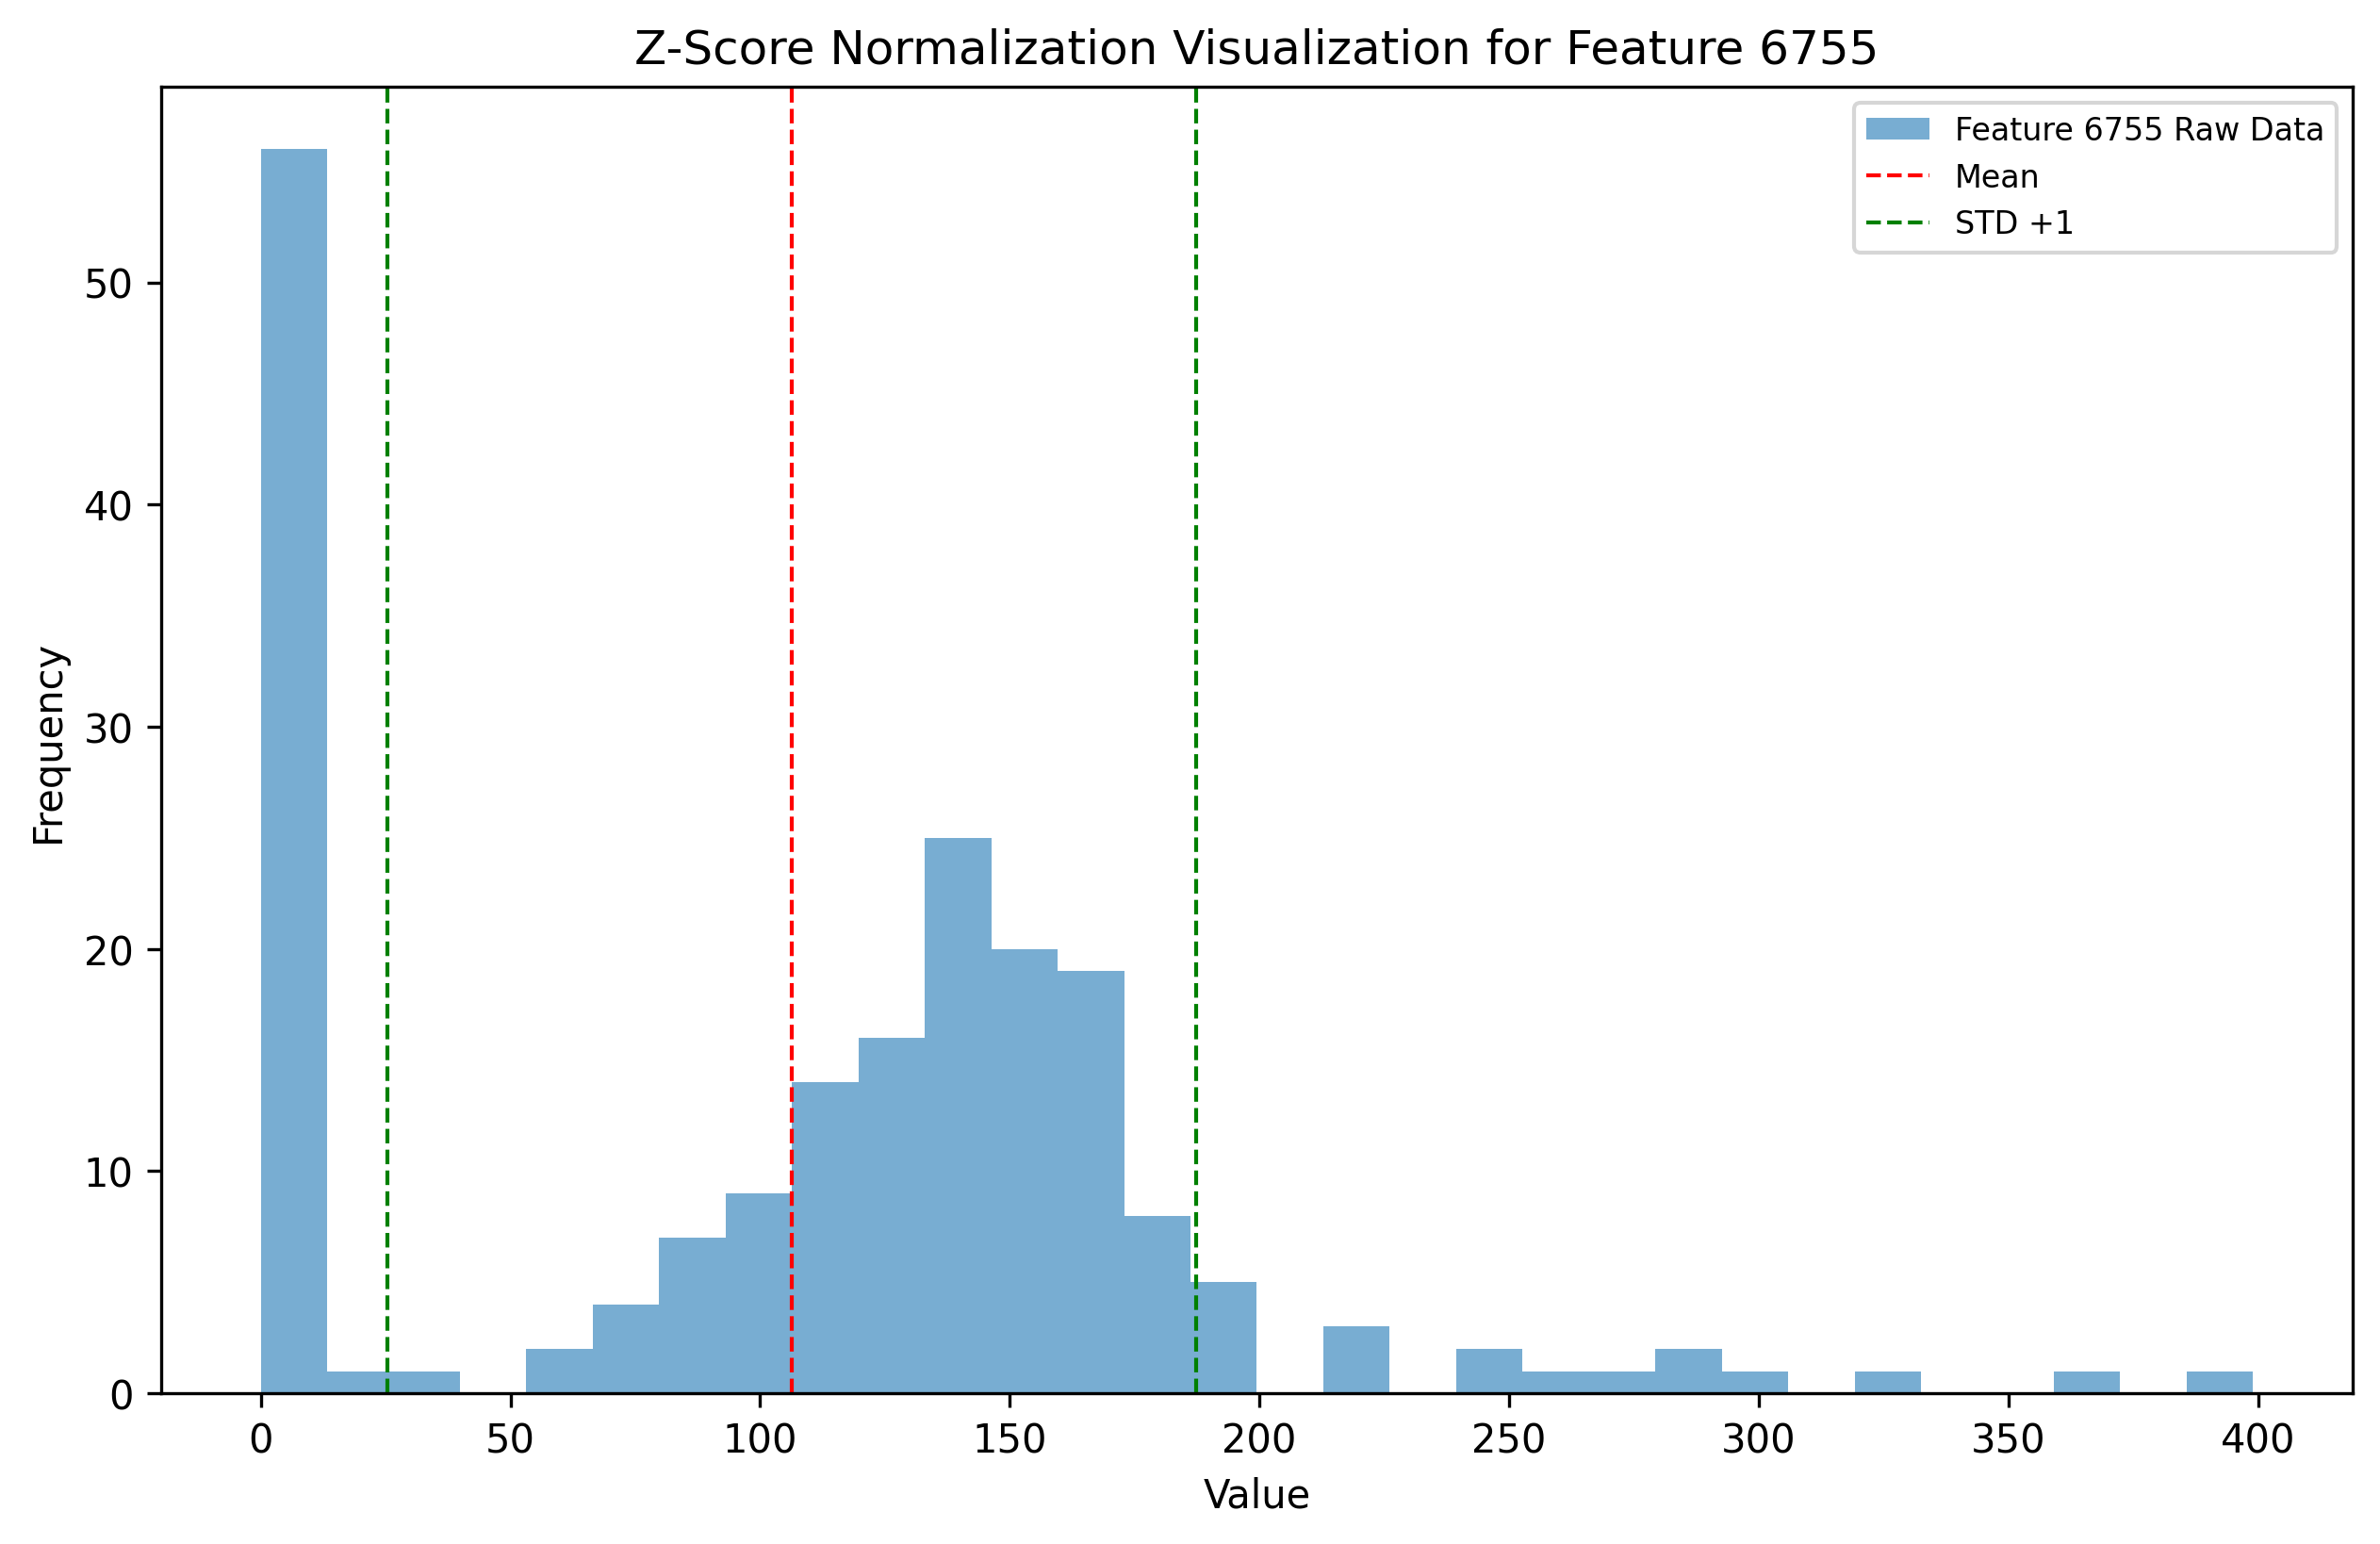 Z-Score Normalization Visualization for Feature 6755
Feature 6755 Raw Data
Mean
STD +1
Frequency
50
40
30
20
10
0
0 50 100 150 200 250 300 350 400
Value